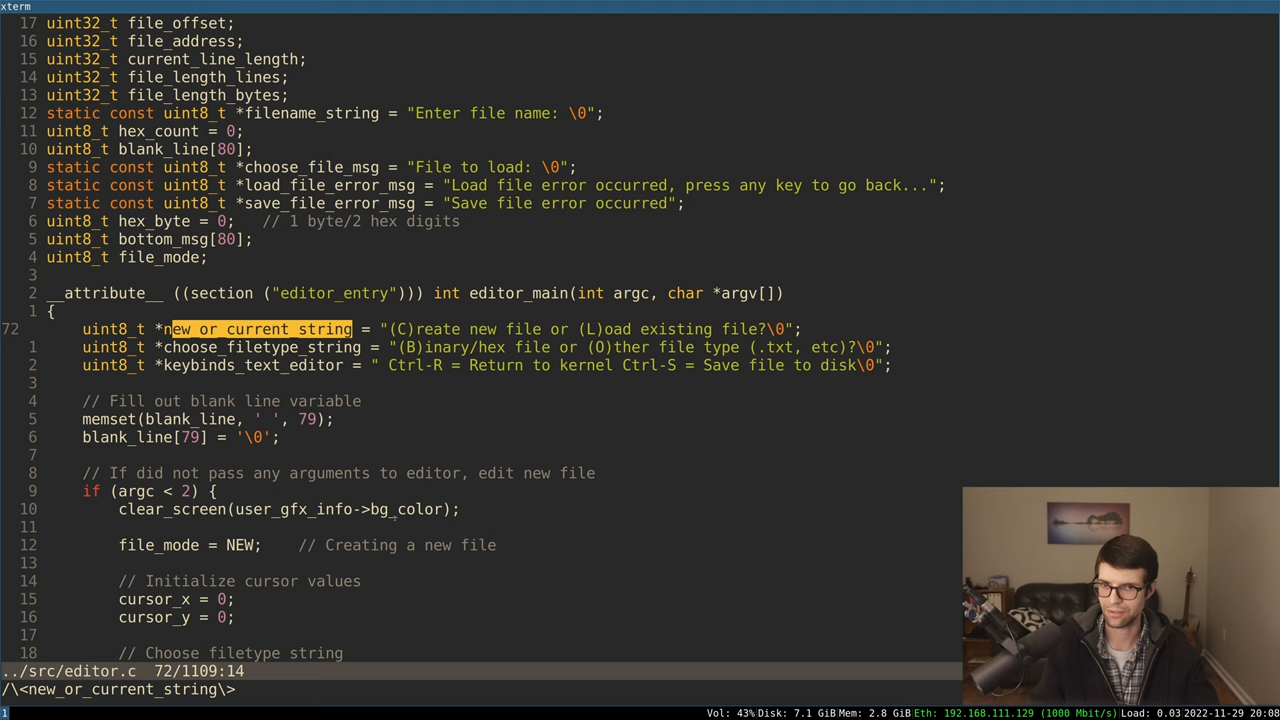 xterm
17 uint32_t file_offset;
16 uint32_t file_address;
15 uint32_t current_line_length;
14 uint32_t file_length_lines;
13 uint32_t file_length_bytes;
12 static const uint8_t *filename_string = "Enter file name: \0";
11 uint8_t hex_count = 0;
10 uint8_t blank_line[80];
9 static const uint8_t *choose_file_msg = "File to load: \0";
8 static const uint8_t *load_file_error_msg = "Load file error occurred, press any key to go back...";
7 static const uint8_t *save_file_error_msg = "Save file error occurred";
6 uint8_t hex_byte = 0;   // 1 byte/2 hex digits
5 uint8_t bottom_msg[80];
4 uint8_t file_mode;
3
2 __attribute__ ((section ("editor_entry"))) int editor_main(int argc, char *argv[])
1 {
72     uint8_t *new_or_current_string = "(C)reate new file or (L)oad existing file?\0";
1     uint8_t *choose_filetype_string = "(B)inary/hex file or (O)ther file type (.txt, etc)?\0";
2     uint8_t *keybinds_text_editor = " Ctrl-R = Return to kernel Ctrl-S = Save file to disk\0";
3
4     // Fill out blank line variable
5     memset(blank_line, ' ', 79);
6     blank_line[79] = '\0';
7
8     // If did not pass any arguments to editor, edit new file
9     if (argc < 2) {
10         clear_screen(user_gfx_info->bg_color);
11
12         file_mode = NEW;    // Creating a new file
13
14         // Initialize cursor values
15         cursor_x = 0;
16         cursor_y = 0;
17
18         // Choose filetype string
../src/editor.c  72/1109:14
/\<new_or_current_string\>
1 Vol: 43% Disk: 7.1 GiB Mem: 2.8 GiB Eth: 192.168.111.129 (1000 Mbit/s) Load: 0.03 2022-11-29 20:08